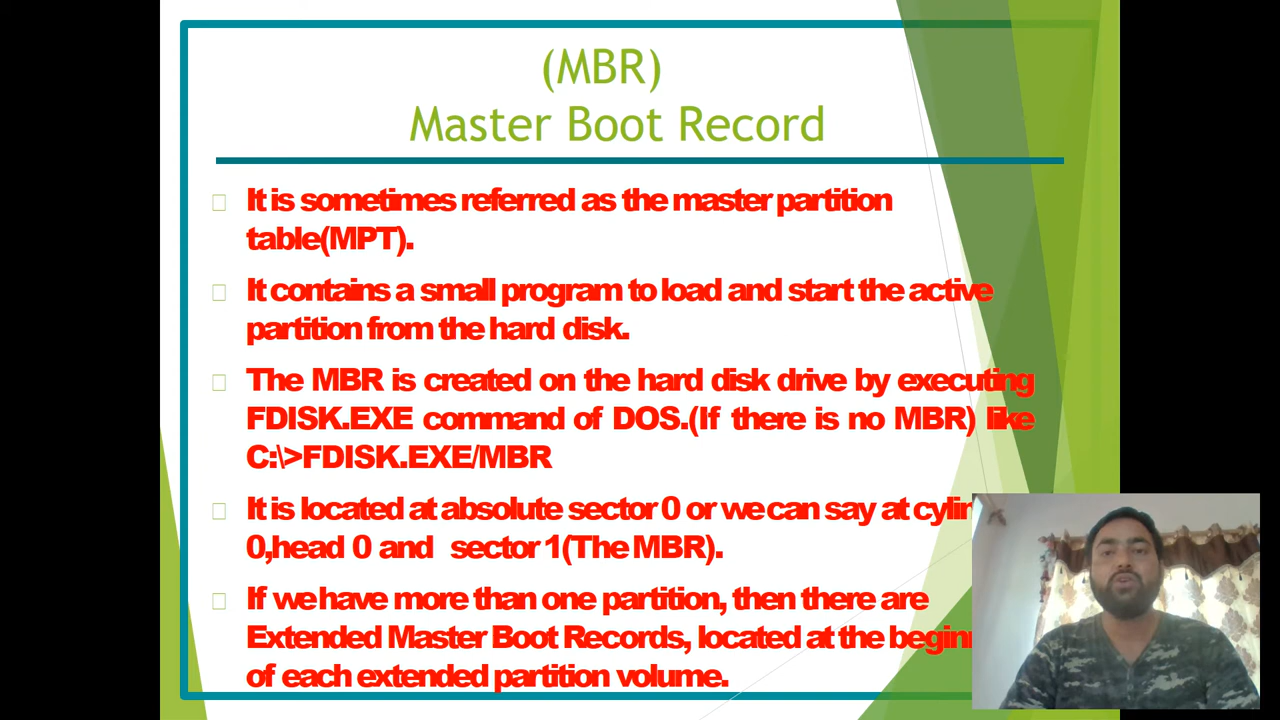 (MBR)
Master Boot Record
It is sometimes referred as the master partition
table(MPT).
It contains a small program to load and start the active
partition from the hard disk.
The MBR is created on the hard disk drive by executing
FDISK.EXE command of DOS.(If there is no MBR) like
C:\>FDISK.EXE/MBR
It is located at absolute sector 0 or we can say at
0,head 0 and sector 1(The MBR).
If we have more than one partition, then there are
Extended Master Boot Records, located at the
of each extended partition volume.